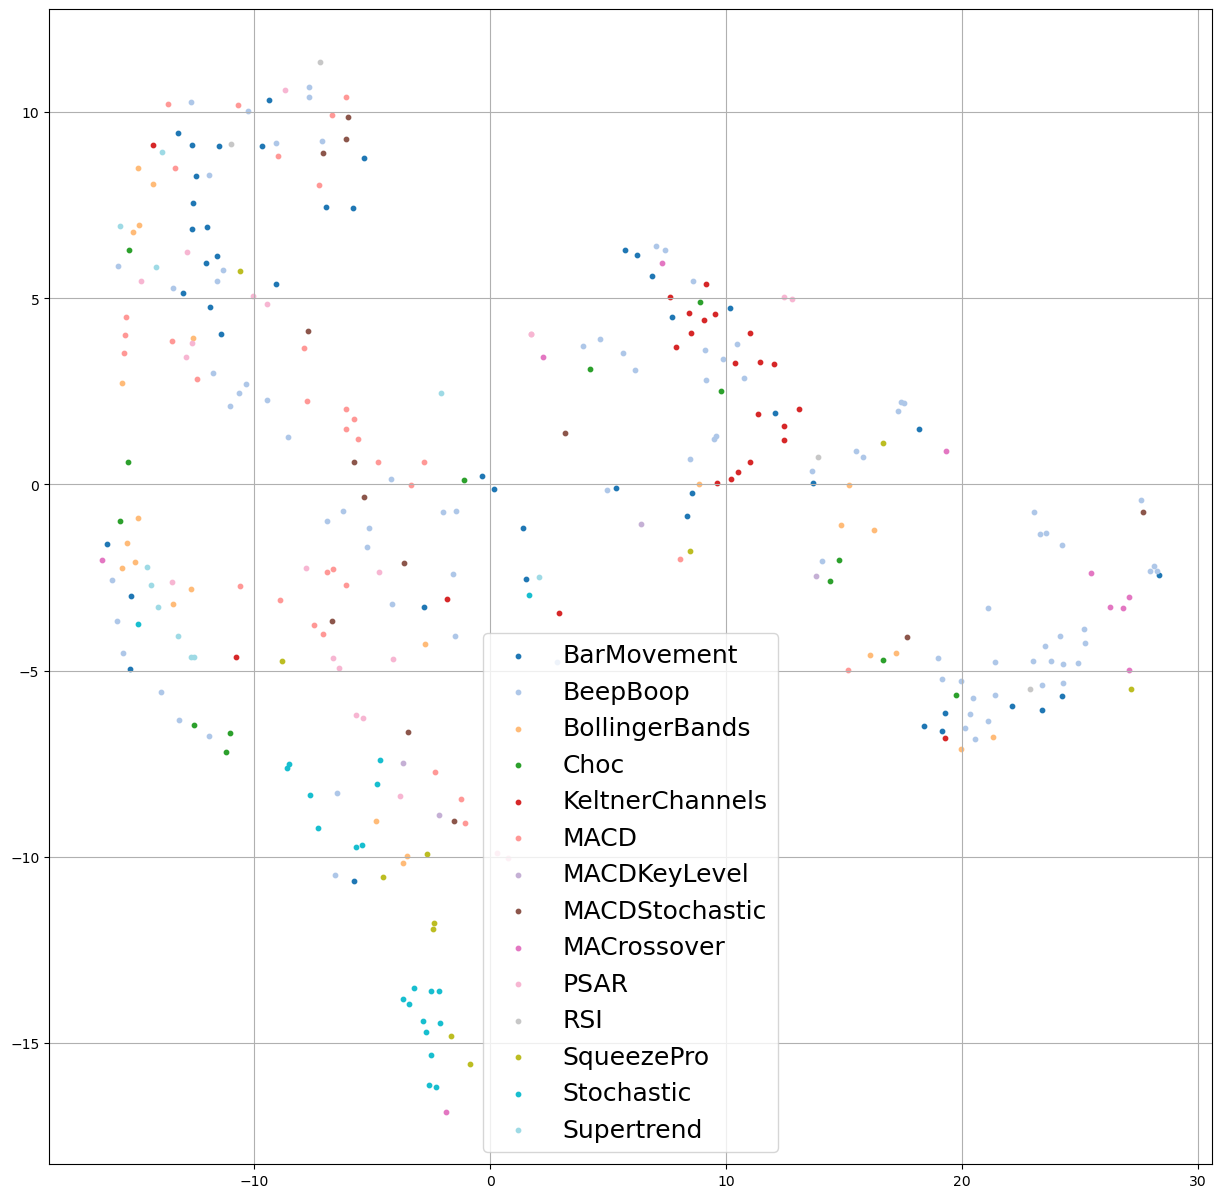 10
5
0
−5
−10
−15
−10
0
10
20
30
BarMovement
BeepBoop
BollingerBands
Choc
KeltnerChannels
MACD
MACDKeyLevel
MACDStochastic
MACrossover
PSAR
RSI
SqueezePro
Stochastic
Supertrend